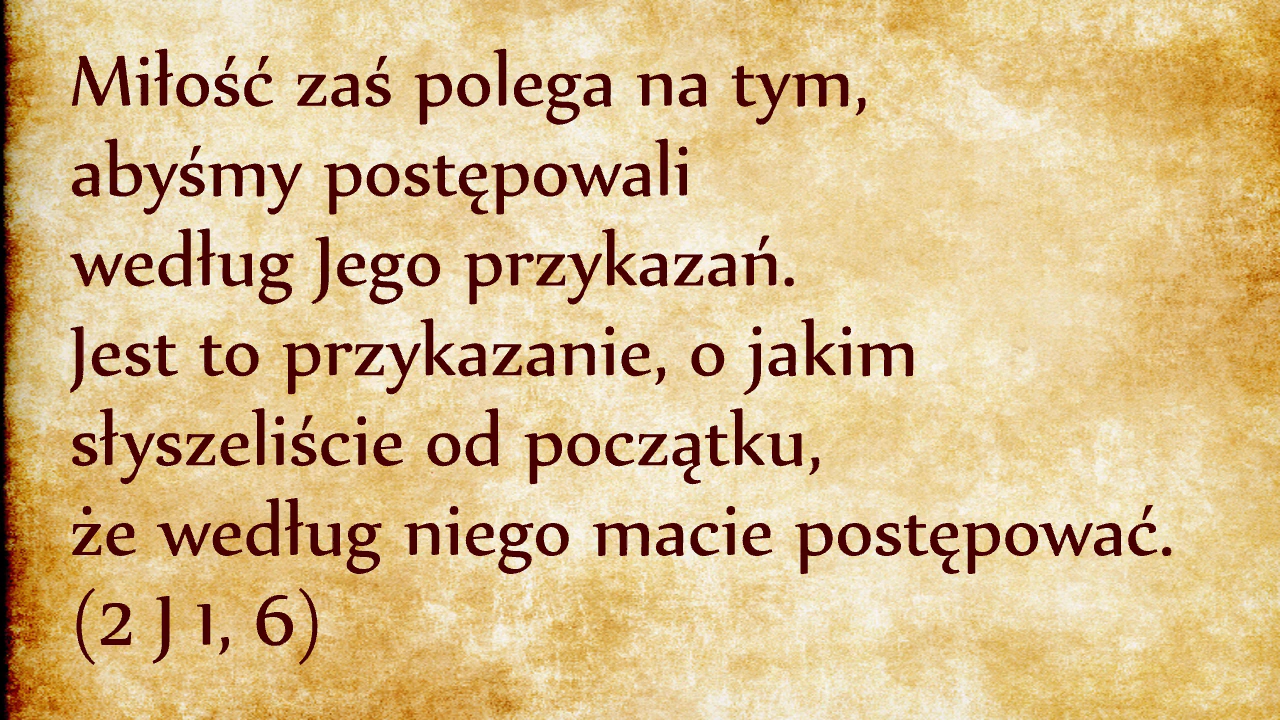 Miłość zaś polega na tym,
abyśmy postępowali
według Jego przykazań.
Jest to przykazanie, o jakim
słyszeliście od początku,
że według niego macie postępować.
(2 J 1, 6)